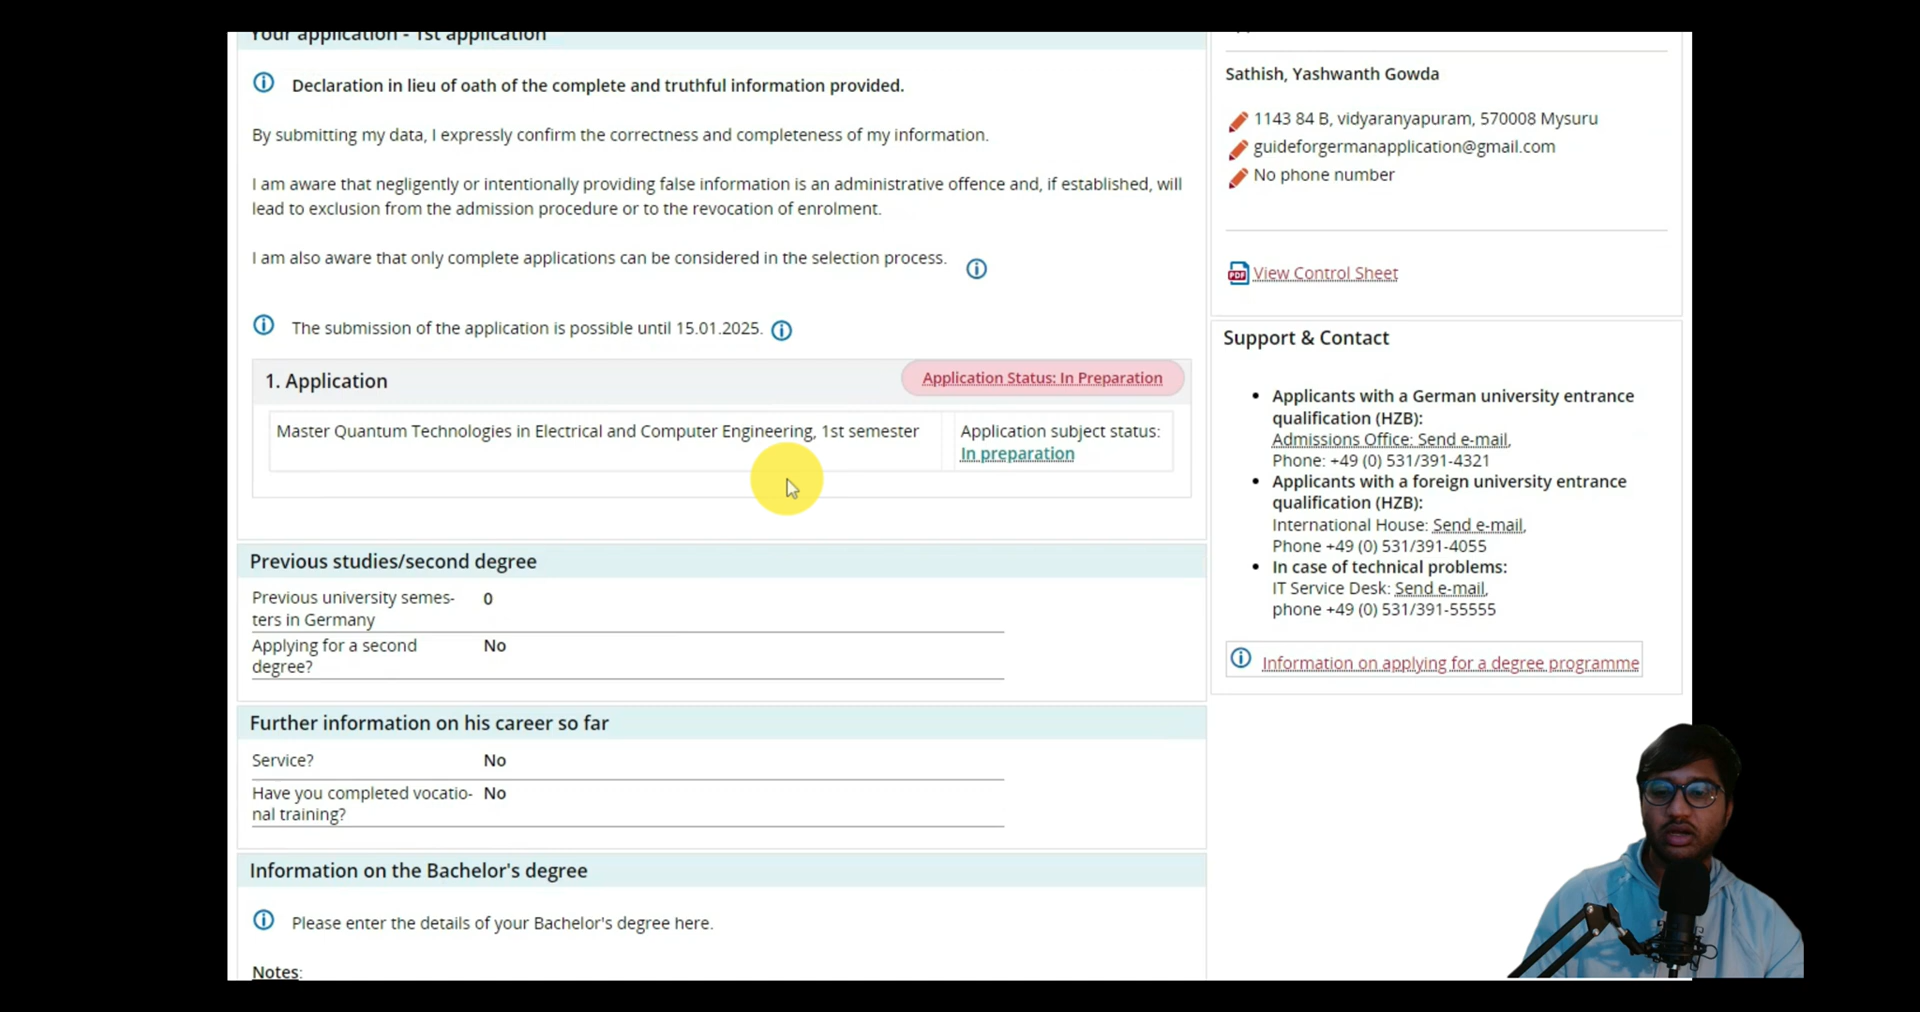 Your application - 1st application
Declaration in lieu of oath of the complete and truthful information provided.
By submitting my data, I expressly confirm the correctness and completeness of my information.
I am aware that negligently or intentionally providing false information is an administrative offence and, if established, will
lead to exclusion from the admission procedure or to the revocation of enrolment.
I am also aware that only complete applications can be considered in the selection process.
The submission of the application is possible until 15.01.2025.
1. Application
Application Status: In Preparation
Master Quantum Technologies in Electrical and Computer Engineering, 1st semester
Application subject status:
In preparation
Previous studies/second degree
Previous university semes-
ters in Germany
0
Applying for a second
degree?
No
Further information on his career so far
Service?
No
Have you completed vocatio-
nal training?
No
Information on the Bachelor's degree
Please enter the details of your Bachelor's degree here.
Notes:
Sathish, Yashwanth Gowda
1143 84 B, vidyaranyapuram, 570008 Mysuru
guideforgermanapplication@gmail.com
No phone number
PDF
View Control Sheet
Support & Contact
• Applicants with a German university entrance
qualification (HZB):
Admissions Office: Send e-mail,
Phone: +49 (0) 531/391-4321
• Applicants with a foreign university entrance
qualification (HZB):
International House: Send e-mail,
Phone +49 (0) 531/391-4055
• In case of technical problems:
IT Service Desk: Send e-mail,
phone +49 (0) 531/391-55555
Information on applying for a degree programme